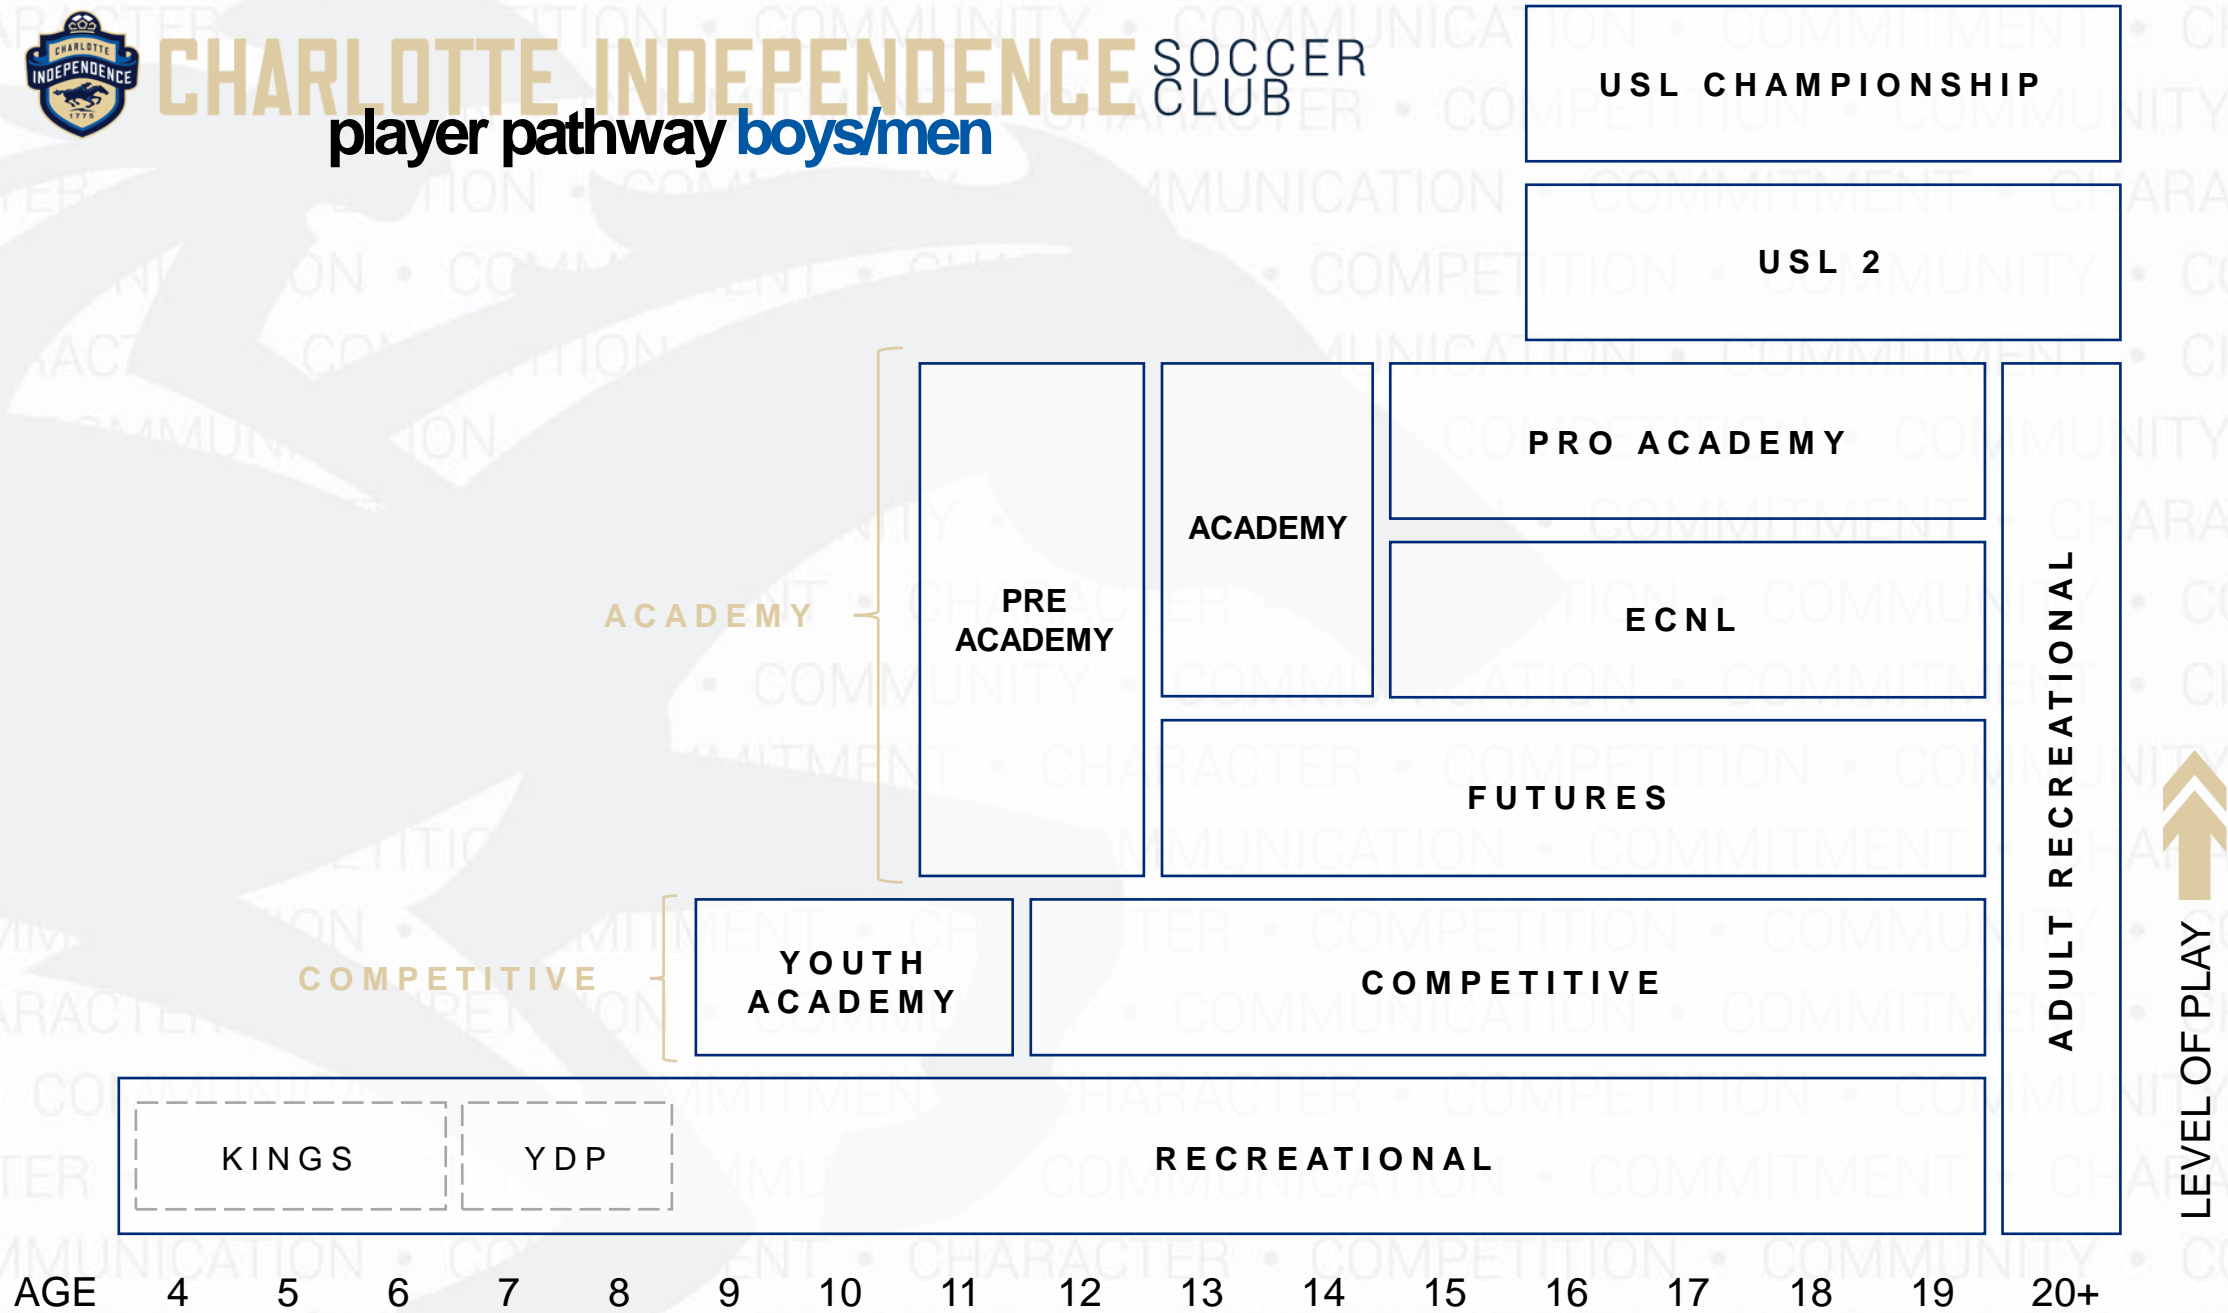 CHARLOTTE
INDEPENDENCE
1775
CHARLOTTE INDEPENDENCE SOCCER CLUB
player pathway boys/men
USL CHAMPIONSHIP
USL 2
PRO ACADEMY
ACADEMY
PRE
ACADEMY
ACADEMY
ECNL
FUTURES
ADULT RECREATIONAL
YOUTH
ACADEMY
COMPETITIVE
COMPETITIVE
KINGS
YDP
RECREATIONAL
LEVEL OF PLAY
AGE 4 5 6 7 8 9 10 11 12 13 14 15 16 17 18 19 20+